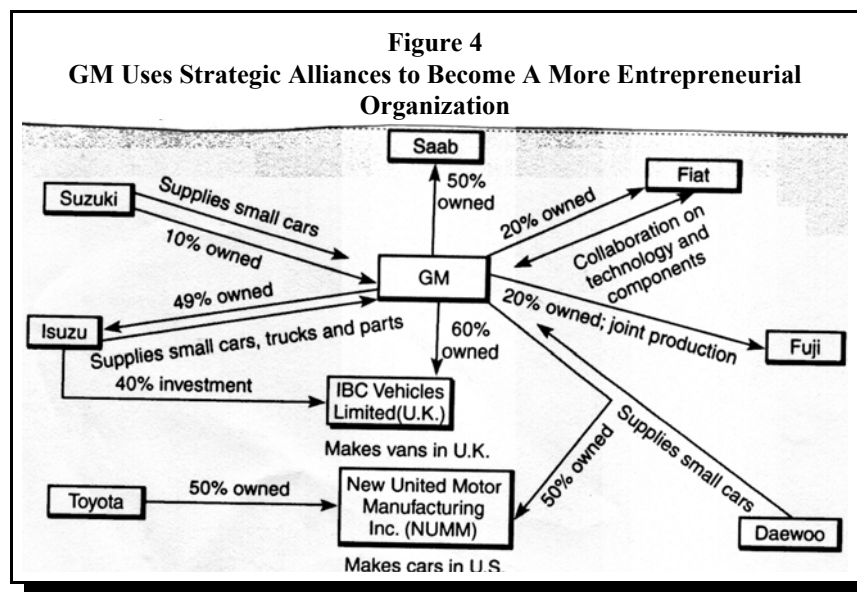 Figure 4
GM Uses Strategic Alliances to Become A More Entrepreneurial
Organization
Saab
Suzuki
Supplies small cars
10% owned
50%
owned
Fiat
20% owned
Collaboration on
technology and
components
GM
49% owned
Isuzu
Supplies small cars, trucks and parts
60%
owned
20% owned; joint production
Fuji
40% investment
IBC Vehicles
Limited(U.K.)
Makes vans in U.K.
Toyota
50% owned
New United Motor
Manufacturing
Inc. (NUMM)
Makes cars in U.S.
50% owned
Supplies small cars
Daewoo